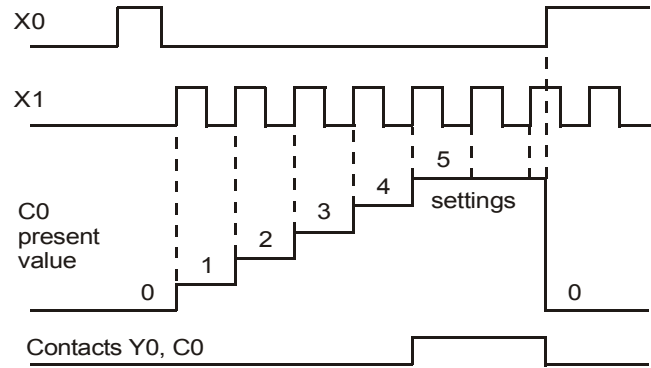 X0
X1
5
settings
4
3
2
1
0
C0
present
value
0
Contacts Y0, C0